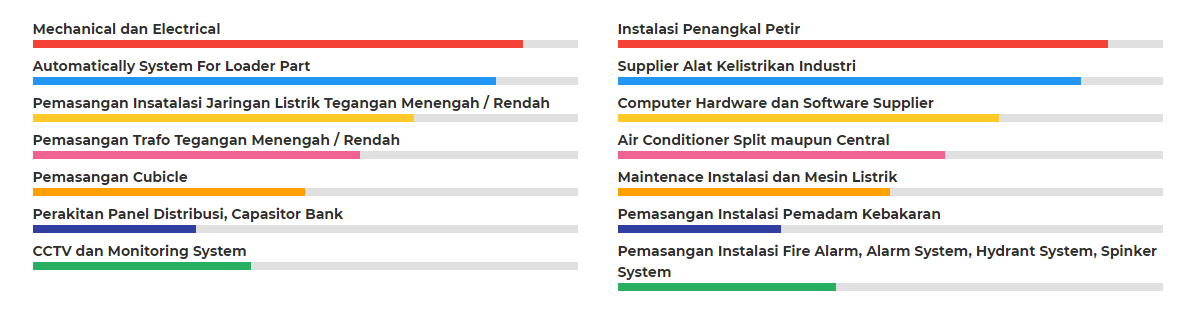 Mechanical dan Electrical
Automatically System For Loader Part
Pemasangan Insatalasi Jaringan Listrik Tegangan Menengah / Rendah
Pemasangan Trafo Tegangan Menengah / Rendah
Pemasangan Cubicle
Perakitan Panel Distribusi, Capasitor Bank
CCTV dan Monitoring System
Instalasi Penangkal Petir
Supplier Alat Kelistrikan Industri
Computer Hardware dan Software Supplier
Air Conditioner Split maupun Central
Maintenace Instalasi dan Mesin Listrik
Pemasangan Instalasi Pemadam Kebakaran
Pemasangan Instalasi Fire Alarm, Alarm System, Hydrant System, Spinker
System